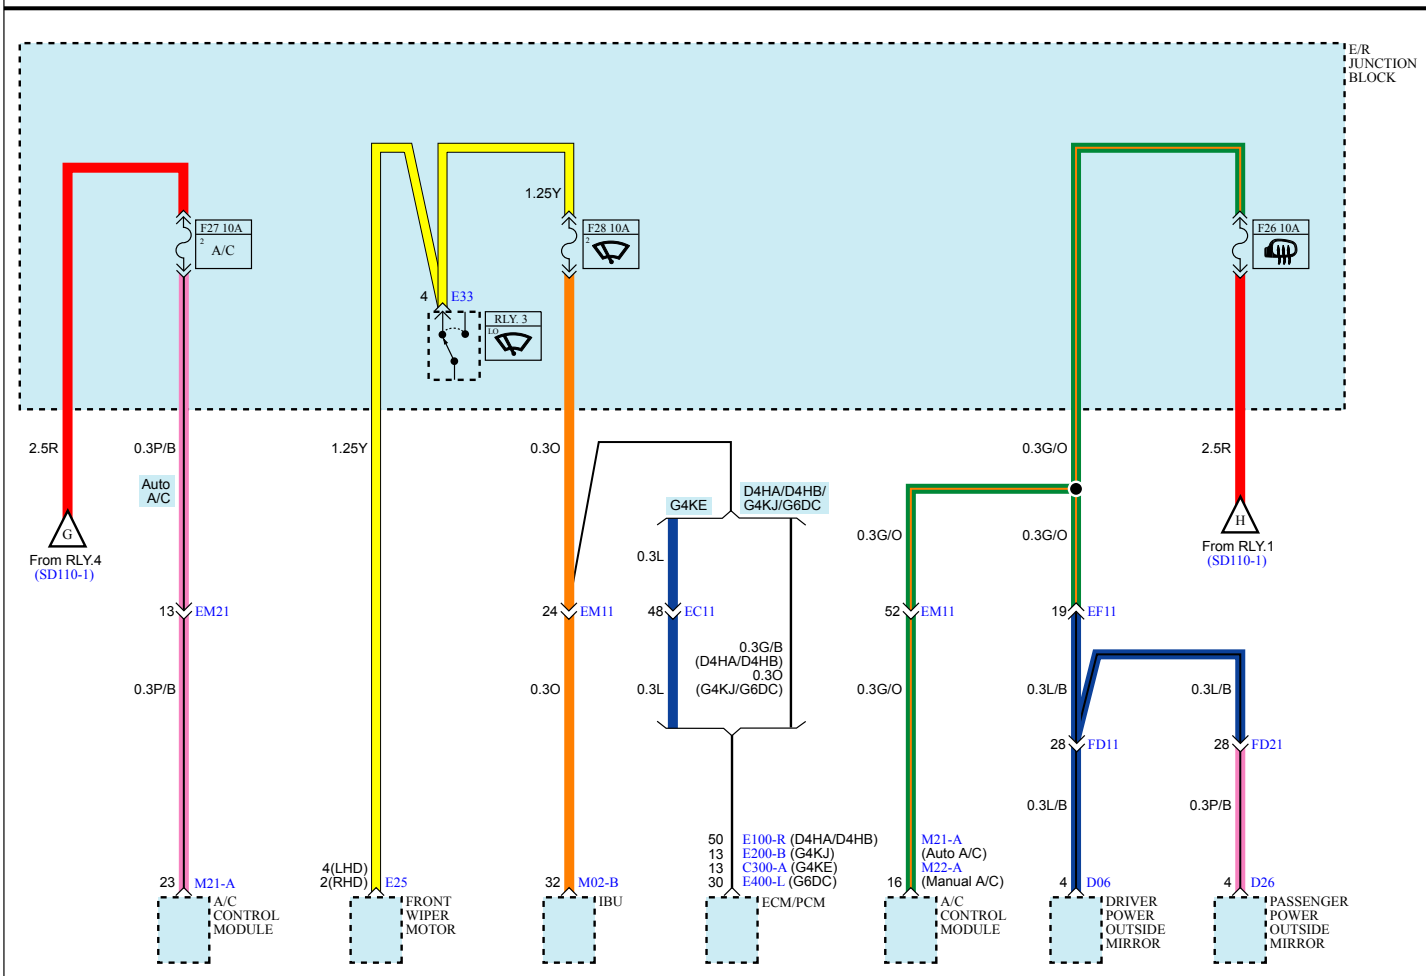 E/R
JUNCTION
BLOCK
1.25Y
F27 10A
2
A/C
F28 10A
2
F26 10A
4
E33
RLY. 3
LO
2.5R
0.3P/B
1.25Y
0.3O
0.3G/O
2.5R
Auto
A/C
G4KE
D4HA/D4HB/
G4KJ/G6DC
G
From RLY.4
(SD110-1)
0.3L
0.3G/O
0.3G/O
H
From RLY.1
(SD110-1)
13
EM21
24
EM11
48
EC11
52
EM11
19
EF11
0.3G/B
(D4HA/D4HB)
0.3O
(G4KJ/G6DC)
0.3P/B
0.3O
0.3L
0.3G/O
0.3L/B
0.3L/B
28
FD11
28
FD21
0.3L/B
0.3P/B
23
M21-A
4(LHD)
2(RHD)
E25
32
M02-B
50
E100-R (D4HA/D4HB)
13
E200-B (G4KJ)
13
C300-A (G4KE)
30
E400-L (G6DC)
M21-A
(Auto A/C)
M22-A
16
(Manual A/C)
4
D06
4
D26
A/C
CONTROL
MODULE
FRONT
WIPER
MOTOR
IBU
ECM/PCM
A/C
CONTROL
MODULE
DRIVER
POWER
OUTSIDE
MIRROR
PASSENGER
POWER
OUTSIDE
MIRROR